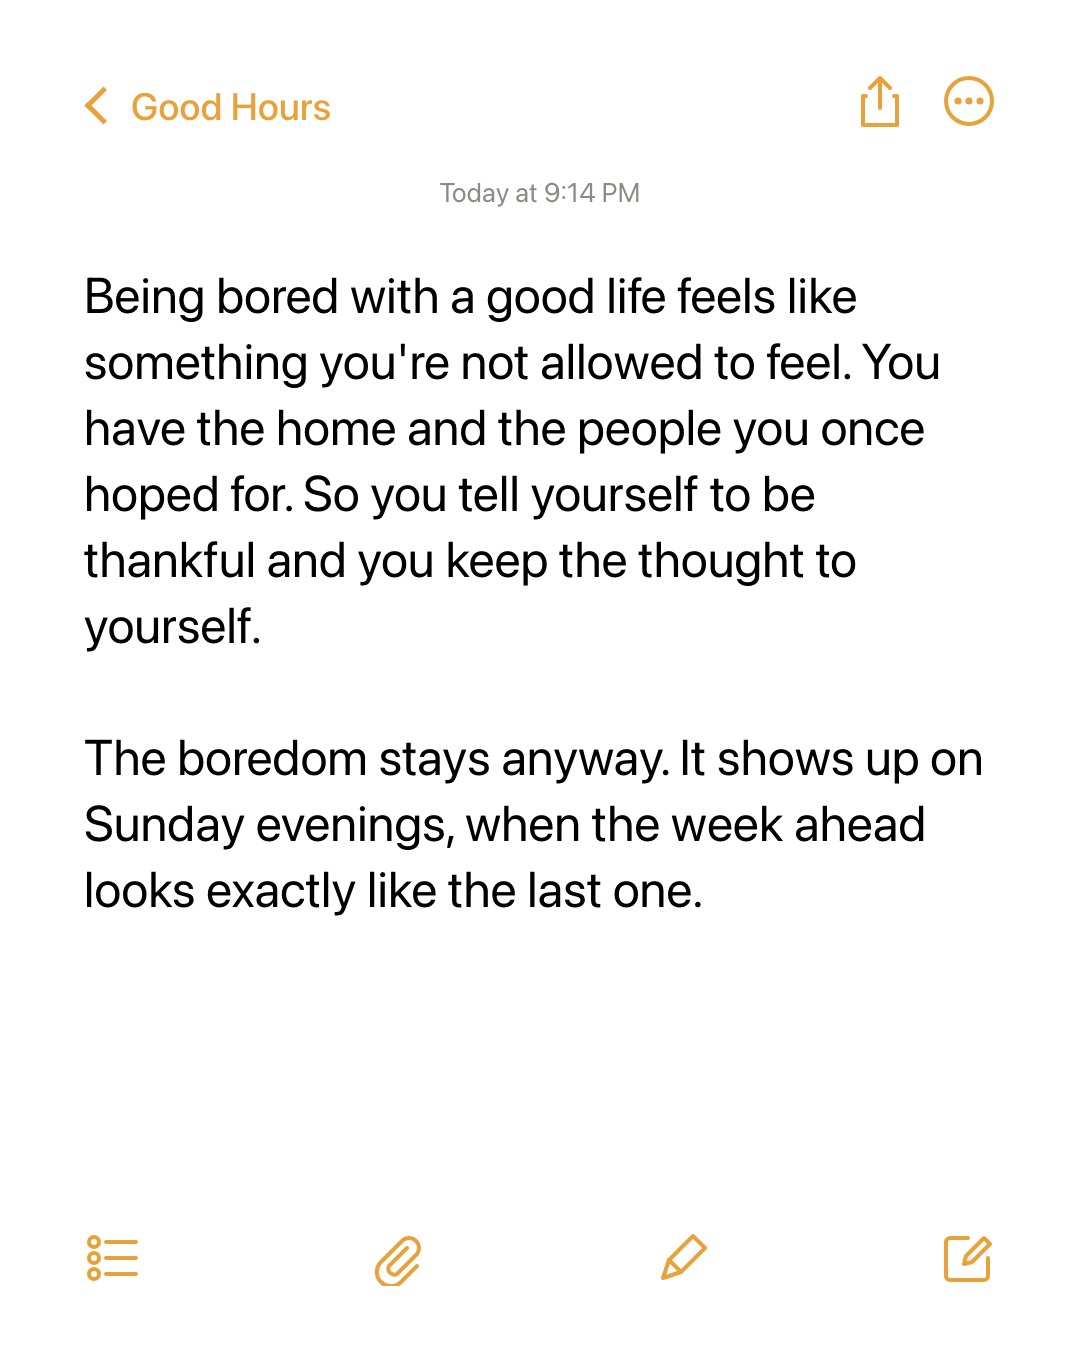 Good Hours
Today at 9:14 PM
Being bored with a good life feels like
something you're not allowed to feel. You
have the home and the people you once
hoped for. So you tell yourself to be
thankful and you keep the thought to
yourself.
The boredom stays anyway. It shows up on
Sunday evenings, when the week ahead
looks exactly like the last one.